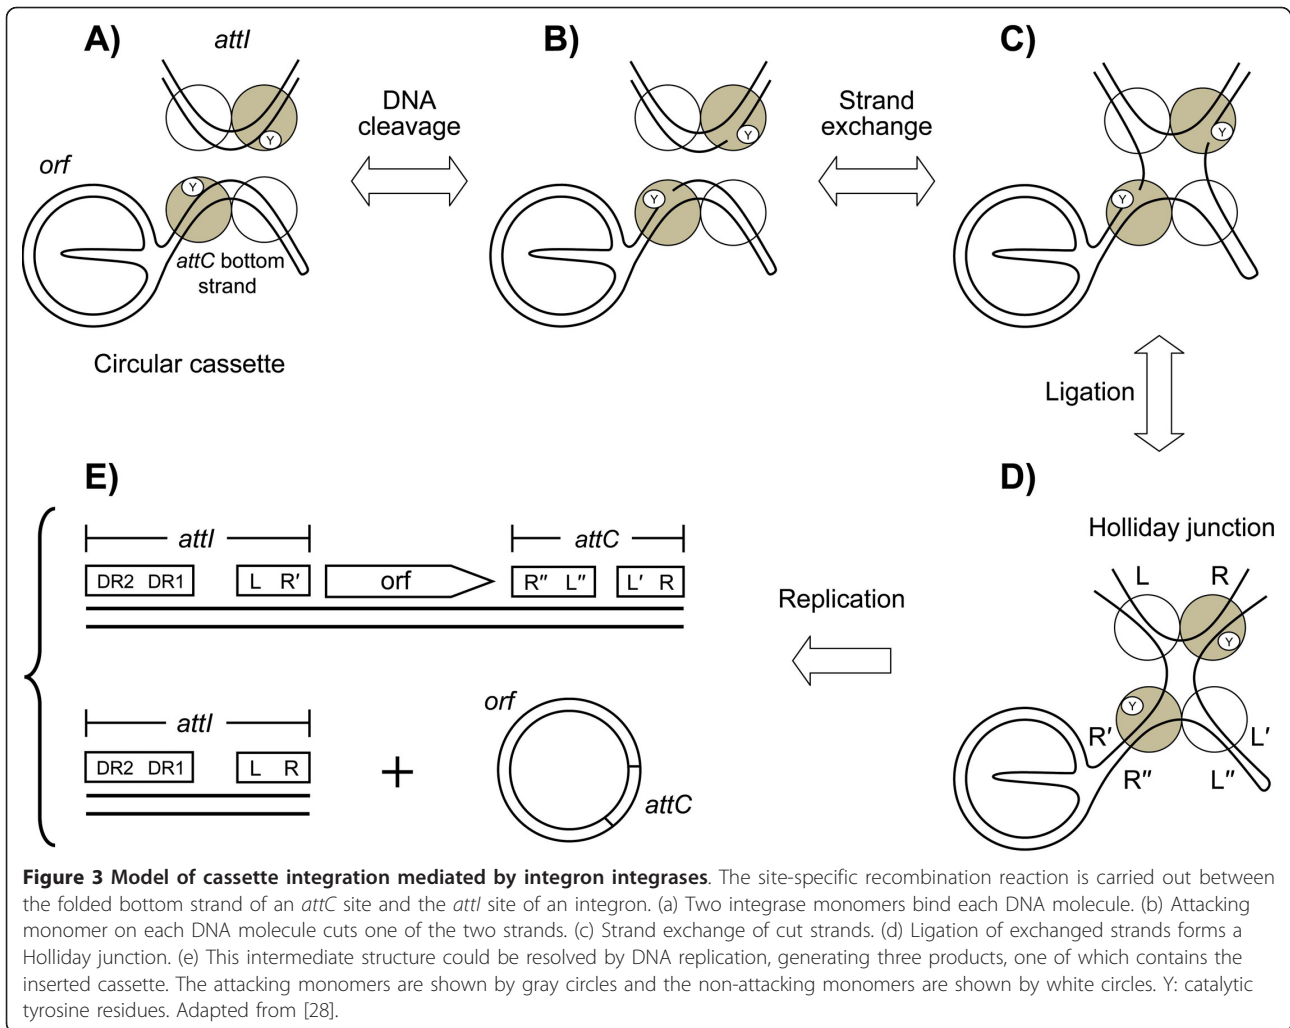 A)
attI
DNA
cleavage
B)
Strand
exchange
C)
Y
Y
Y
Y
Y
Y
orf
attC bottom
strand
Circular cassette
Ligation
E)
D)
Holliday junction
attI
attC
DR2 DR1
L R′
orf
R″ L″
L′ R
Replication
L
R
Y
Y
R′
R″
L′
L″
attI
DR2 DR1
L R
+
orf
attC
Figure 3 Model of cassette integration mediated by integron integrases. The site-specific recombination reaction is carried out between
the folded bottom strand of an attC site and the attI site of an integron. (a) Two integrase monomers bind each DNA molecule. (b) Attacking
monomer on each DNA molecule cuts one of the two strands. (c) Strand exchange of cut strands. (d) Ligation of exchanged strands forms a
Holliday junction. (e) This intermediate structure could be resolved by DNA replication, generating three products, one of which contains the
inserted cassette. The attacking monomers are shown by gray circles and the non-attacking monomers are shown by white circles. Y: catalytic
tyrosine residues. Adapted from [28].